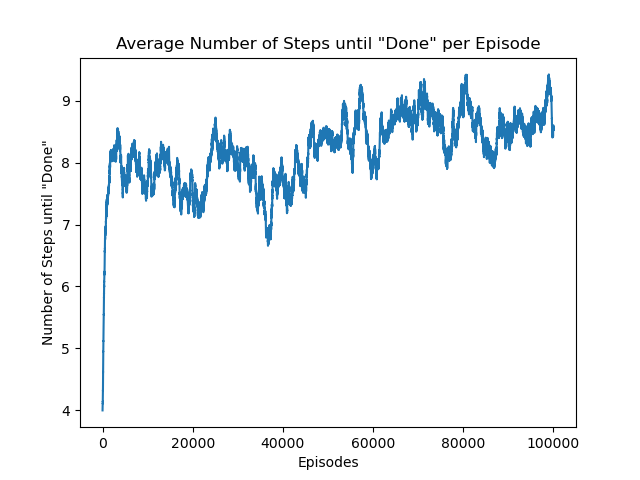 Average Number of Steps until "Done" per Episode
Number of Steps until "Done"
9
8
7
6
5
4
0 20000 40000 60000 80000 100000
Episodes